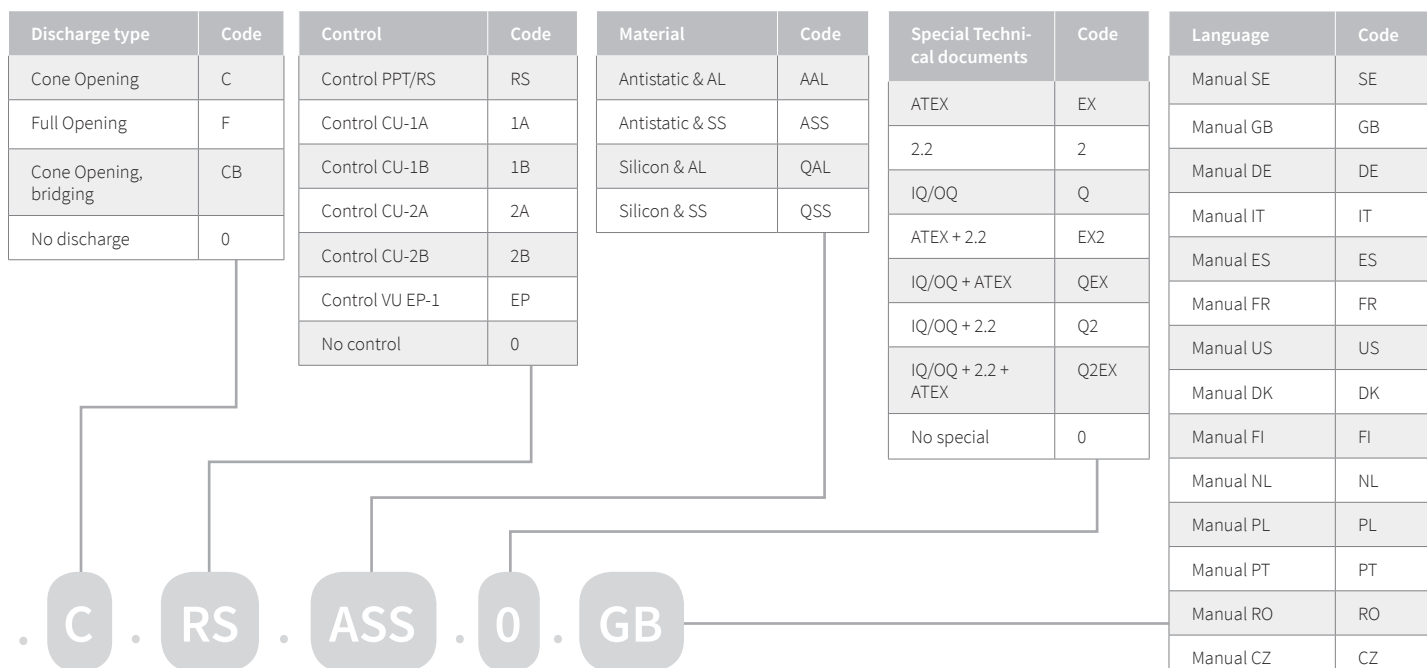 Discharge type Code
Cone Opening C
Full Opening F
Cone Opening,
bridging CB
No discharge 0
Control Code
Control PPT/RS RS
Control CU-1A 1A
Control CU-1B 1B
Control CU-2A 2A
Control CU-2B 2B
Control VU EP-1 EP
No control 0
Material Code
Antistatic & AL AAL
Antistatic & SS ASS
Silicon & AL QAL
Silicon & SS QSS
Special Techni- Code
cal documents
ATEX EX
2.2 2
IQ/OQ Q
ATEX + 2.2 EX2
IQ/OQ + ATEX QEX
IQ/OQ + 2.2 Q2
IQ/OQ + 2.2 + Q2EX
ATEX
No special 0
Language Code
Manual SE SE
Manual GB GB
Manual DE DE
Manual IT IT
Manual ES ES
Manual FR FR
Manual US US
Manual DK DK
Manual FI FI
Manual NL NL
Manual PL PL
Manual PT PT
Manual RO RO
Manual CZ CZ
. C . RS . ASS . 0 . GB